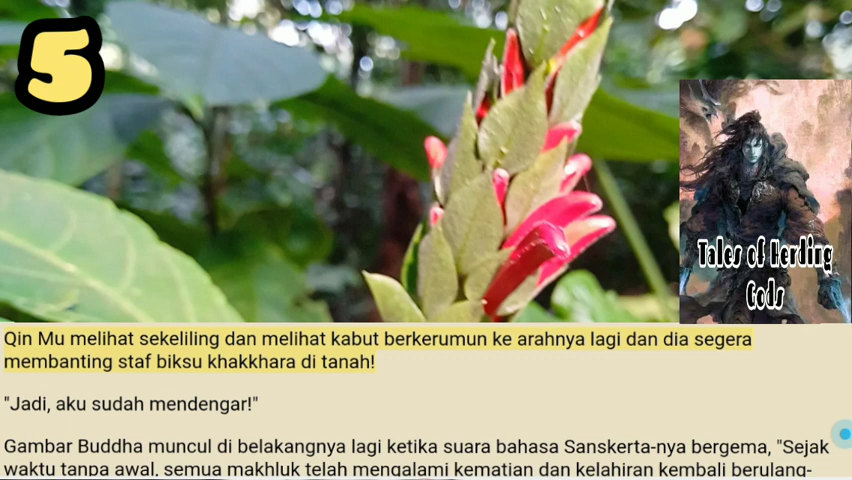 5
Tales of Herding
Gods
Qin Mu melihat sekeliling dan melihat kabut berkerumun ke arahnya lagi dan dia segera
membanting staf biksu khakkhara di tanah!
"Jadi, aku sudah mendengar!"
Gambar Buddha muncul di belakangnya lagi ketika suara bahasa Sanskerta-nya bergema, "Sejak
waktu tanpa awal, semua makhluk telah mengalami kematian dan kelahiran kembali berulang-